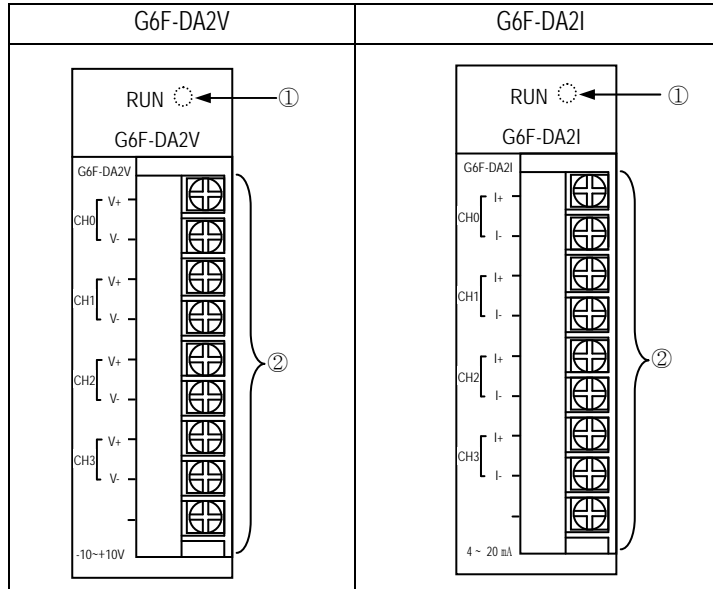 G6F-DA2V
RUN ①
G6F-DA2V
G6F-DA2V
V+
CH0
V-
V+
CH1
V-
V+
CH2
V-
V+
CH3
V-
②
-10~+10V
G6F-DA2I
RUN ①
G6F-DA2I
G6F-DA2I
I+
CH0
I-
I+
CH1
I-
I+
CH2
I-
I+
CH3
I-
②
4 ~ 20 ㎃